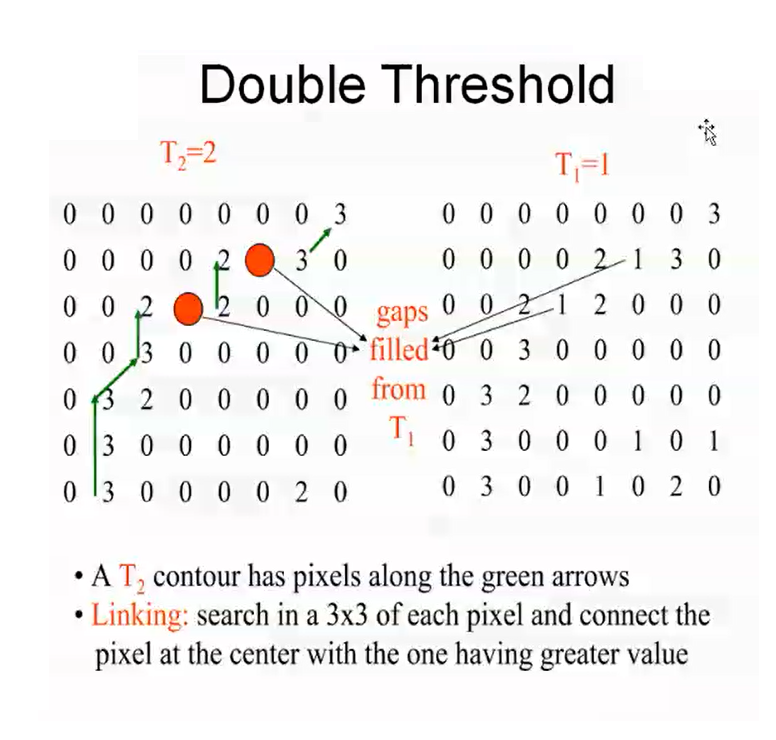 Double Threshold
T₂=2
T₁=1
0 0 0 0 0 0 0 3 0 0 0 0 0 0 0 3
0 0 0 0 2 3 0 0 0 0 0 2 1 3 0
0 0 2 2 0 0 0 gaps 0 0 2 1 2 0 0 0
0 0 3 0 0 0 0 0 filled 0 0 3 0 0 0 0 0
0 3 2 0 0 0 0 0 from 0 3 2 0 0 0 0 0
0 3 0 0 0 0 0 0 T₁ 0 3 0 0 0 1 0 1
0 3 0 0 0 0 2 0 0 3 0 0 1 0 2 0
• A T₂ contour has pixels along the green arrows
• Linking: search in a 3x3 of each pixel and connect the
pixel at the center with the one having greater value